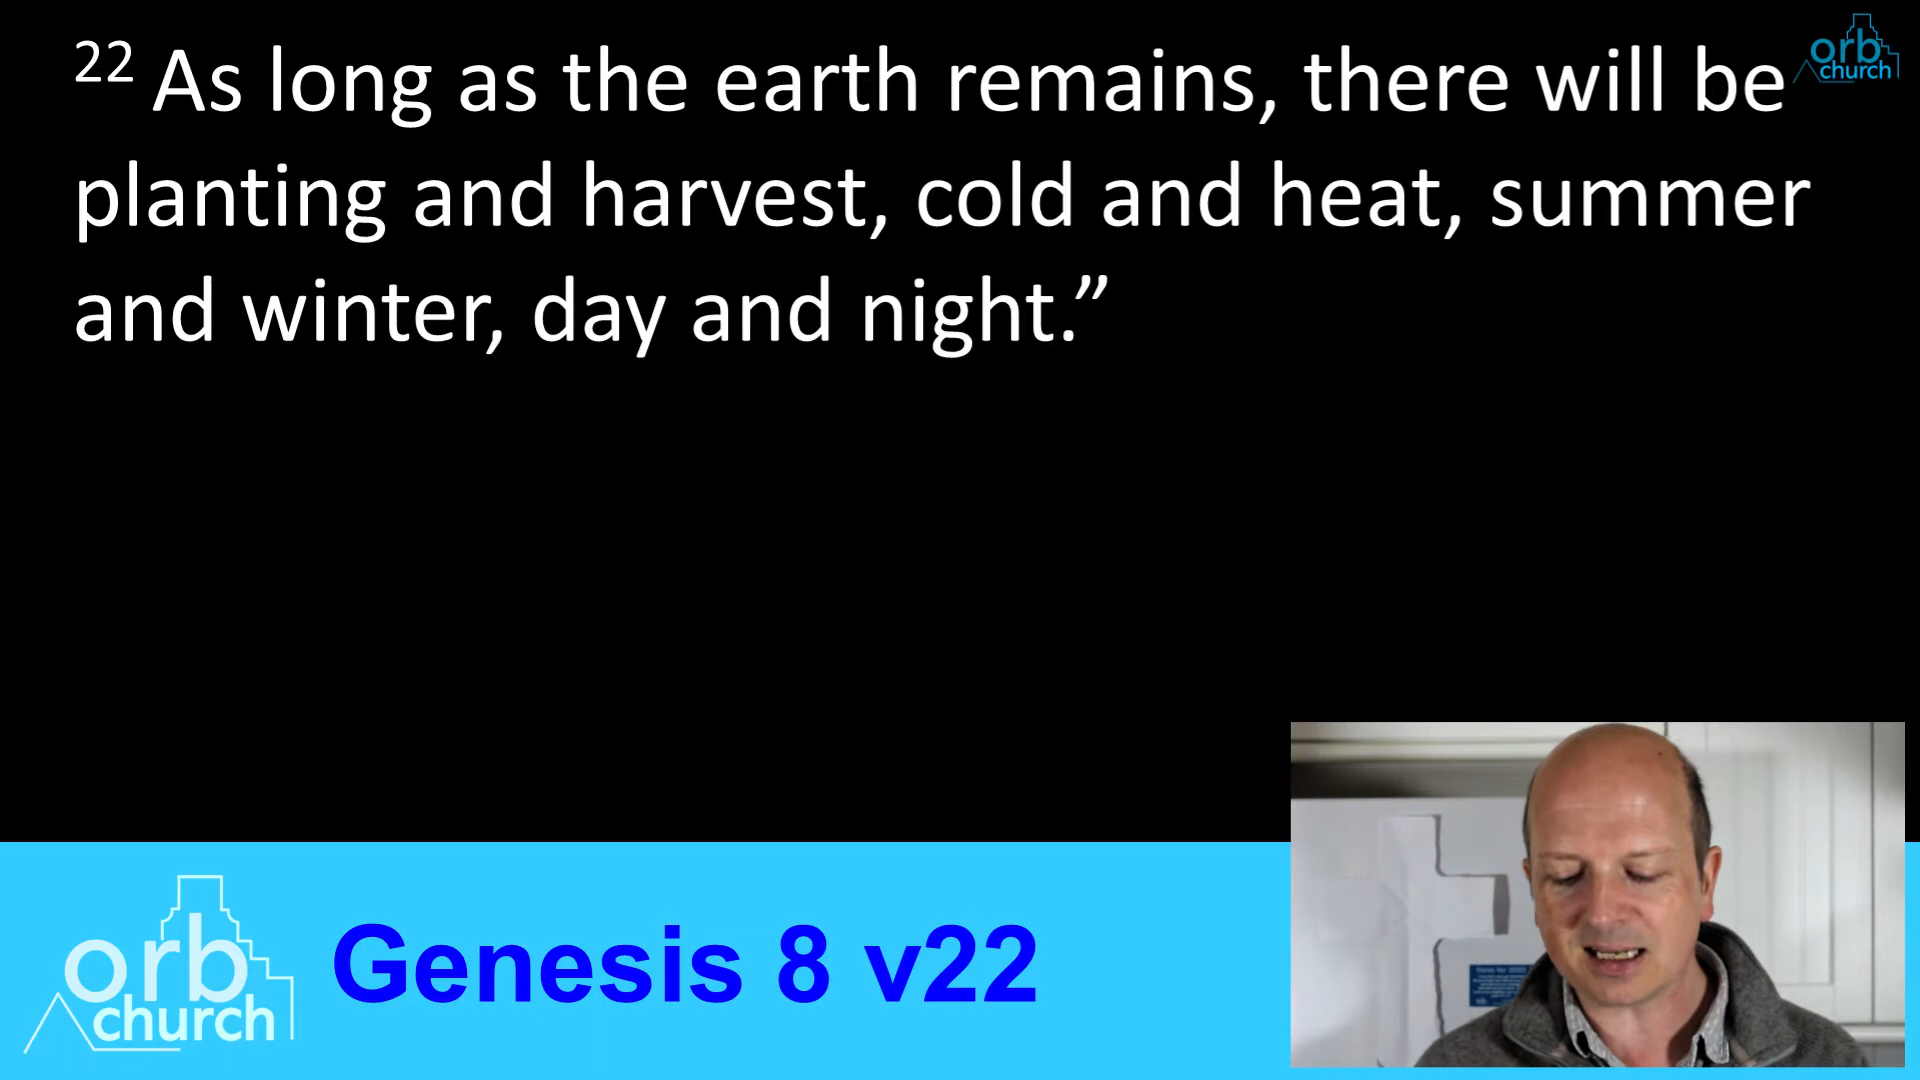 22 As long as the earth remains, there will be
planting and harvest, cold and heat, summer
and winter, day and night.”
orb
church
orb
church
Genesis 8 v22